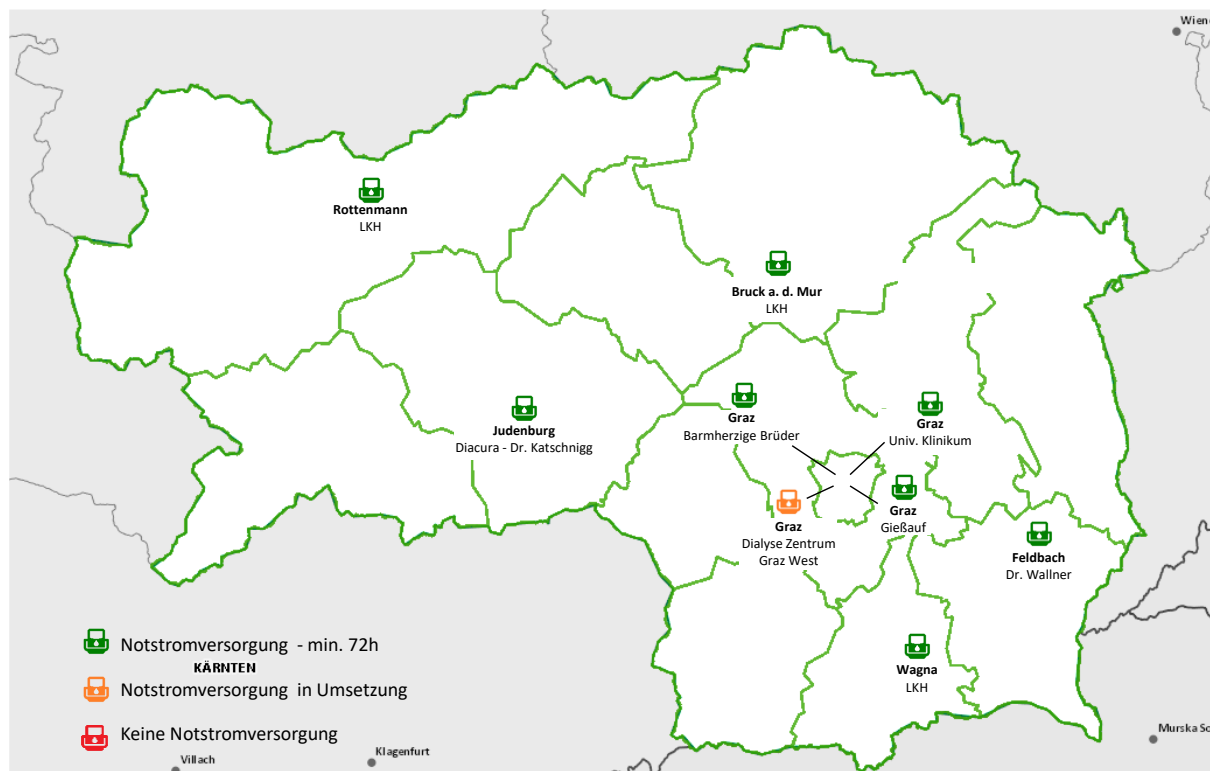 Wien
Rottenmann
LKH
Bruck a. d. Mur
LKH
Judenburg
Diacura - Dr. Katschnigg
Graz
Barmherzige Brüder
Graz
Univ. Klinikum
Graz
Dialyse Zentrum
Graz West
Graz
Gießauf
Feldbach
Dr. Wallner
Wagna
LKH
Notstromversorgung - min. 72h
KÄRNTEN
Notstromversorgung in Umsetzung
Keine Notstromversorgung
Villach
Klagenfurt
Murska So